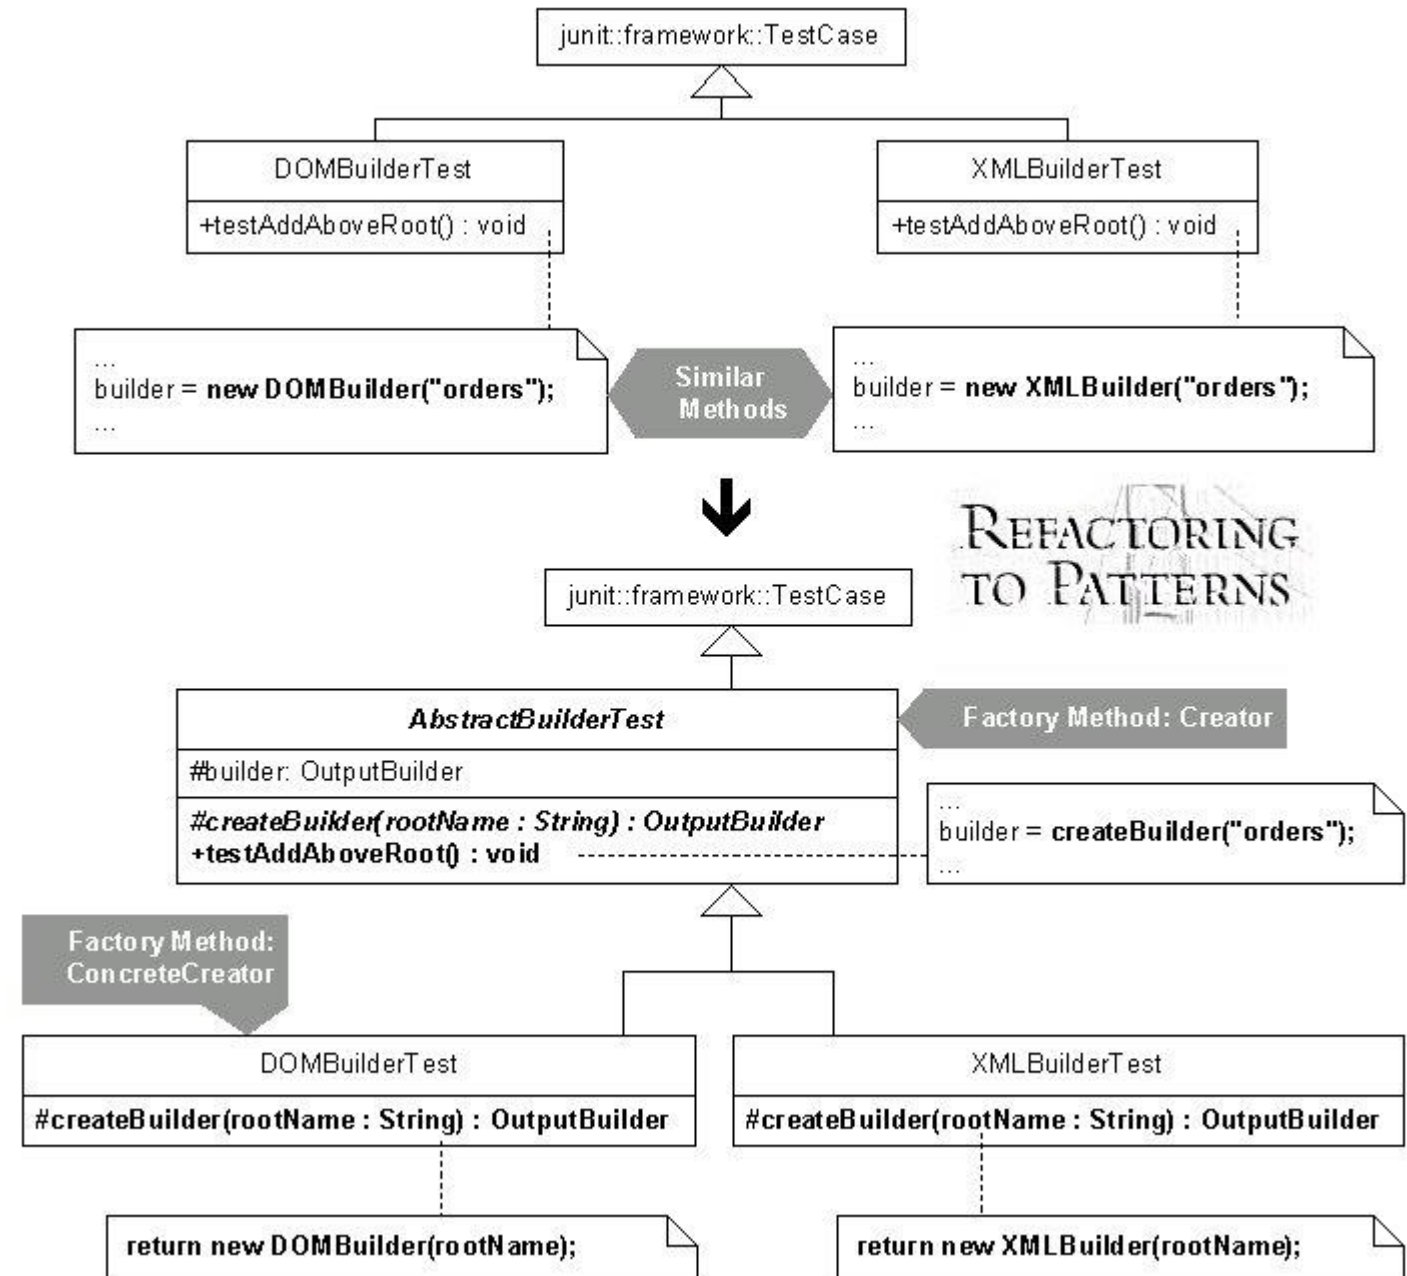 junit::framework::TestCase
DOMBuilderTest
+testAddAboveRoot() : void
XMLBuilderTest
+testAddAboveRoot() : void
...
builder = new DOMBuilder("orders");
...
Similar
Methods
...
builder = new XMLBuilder("orders");
...
REFACTORING
TO PATTERNS
junit::framework::TestCase
AbstractBuilderTest
#builder: OutputBuilder
#createBuilder(rootName : String) : OutputBuilder
+testAddAboveRoot() : void
Factory Method: Creator
...
builder = createBuilder("orders");
...
Factory Method:
ConcreteCreator
DOMBuilderTest
#createBuilder(rootName : String) : OutputBuilder
XMLBuilderTest
#createBuilder(rootName : String) : OutputBuilder
return new DOMBuilder(rootName);
return new XMLBuilder(rootName);